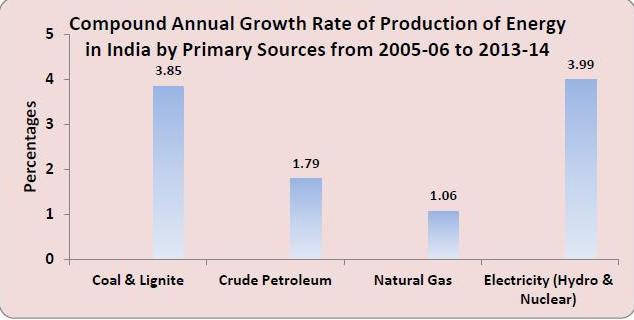 Compound Annual Growth Rate of Production of Energy
in India by Primary Sources from 2005-06 to 2013-14
5
4
3
2
1
0
Percentages
3.85
1.79
1.06
3.99
Coal & Lignite
Crude Petroleum
Natural Gas
Electricity (Hydro &
Nuclear)